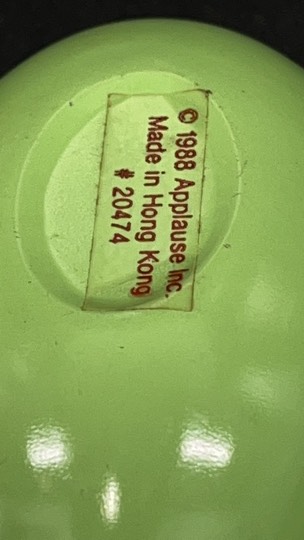 © 1988 Applause Inc.
Made in Hong Kong
# 20474